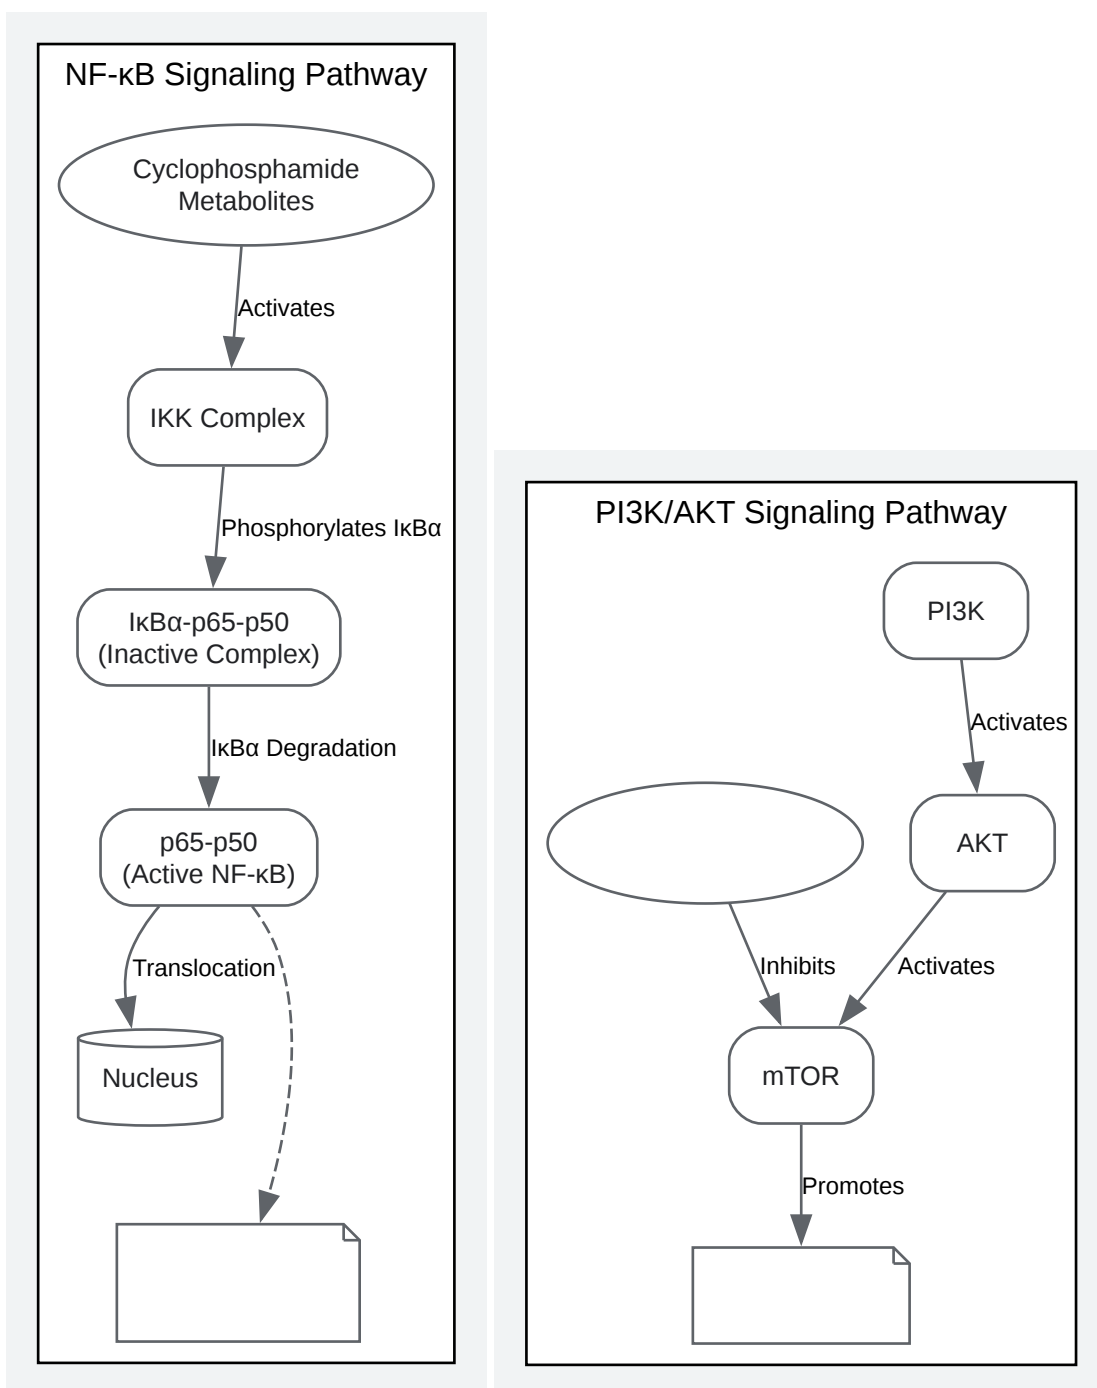 NF-κB Signaling Pathway
Cyclophosphamide
Metabolites
Activates
IKK Complex
Phosphorylates IκBα
IκBα-p65-p50
(Inactive Complex)
IκBα Degradation
p65-p50
(Active NF-κB)
Translocation
Nucleus
PI3K/AKT Signaling Pathway
PI3K
Activates
AKT
Inhibits
Activates
mTOR
Promotes